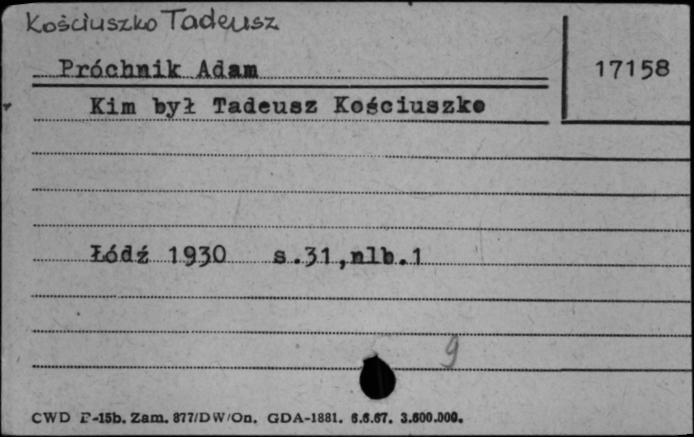 Kościuszko Tadeusz
Próchnik Adam
17158
Kim był Tadeusz Kościuszko
Łódź 1930 s.31,nlb.1
9
CWD P-15b. Zam. 877/DW/On. GDA-1881. 6.6.67. 3.600.000.